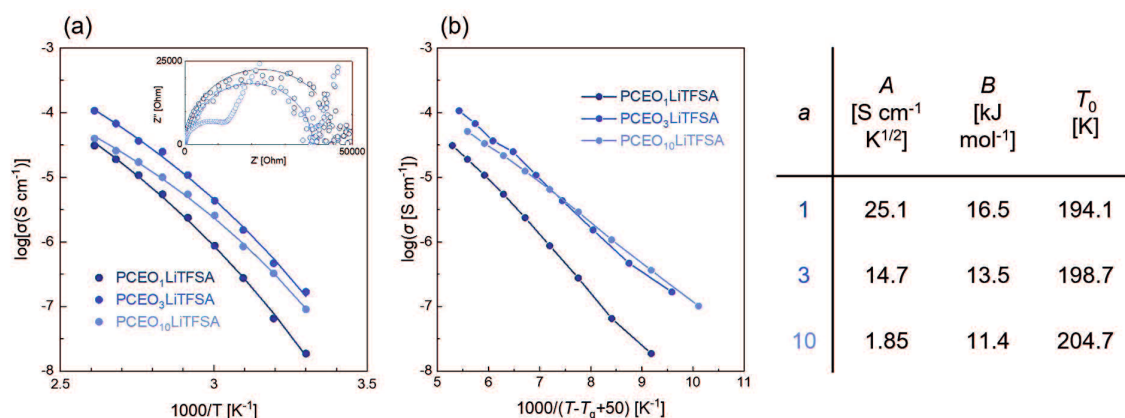 (a)
-3
-4
-5
-6
-7
-8
log[σ(S cm⁻¹)]
2.5
3
3.5
1000/T [K⁻¹]
25000
Z" [Ohm]
0
0
50000
Z' [Ohm]
PCEO₁LiTFSA
PCEO₃LiTFSA
PCEO₁₀LiTFSA
(b)
-3
-4
-5
-6
-7
-8
log(σ [S cm⁻¹])
5
6
7
8
9
10
11
1000/(T-Tg+50) [K⁻¹]
PCEO₁LiTFSA
PCEO₃LiTFSA
PCEO₁₀LiTFSA
a
A
[S cm⁻¹
K¹/²]
B
[kJ
mol⁻¹]
T₀
[K]
1 25.1 16.5 194.1
3 14.7 13.5 198.7
10 1.85 11.4 204.7